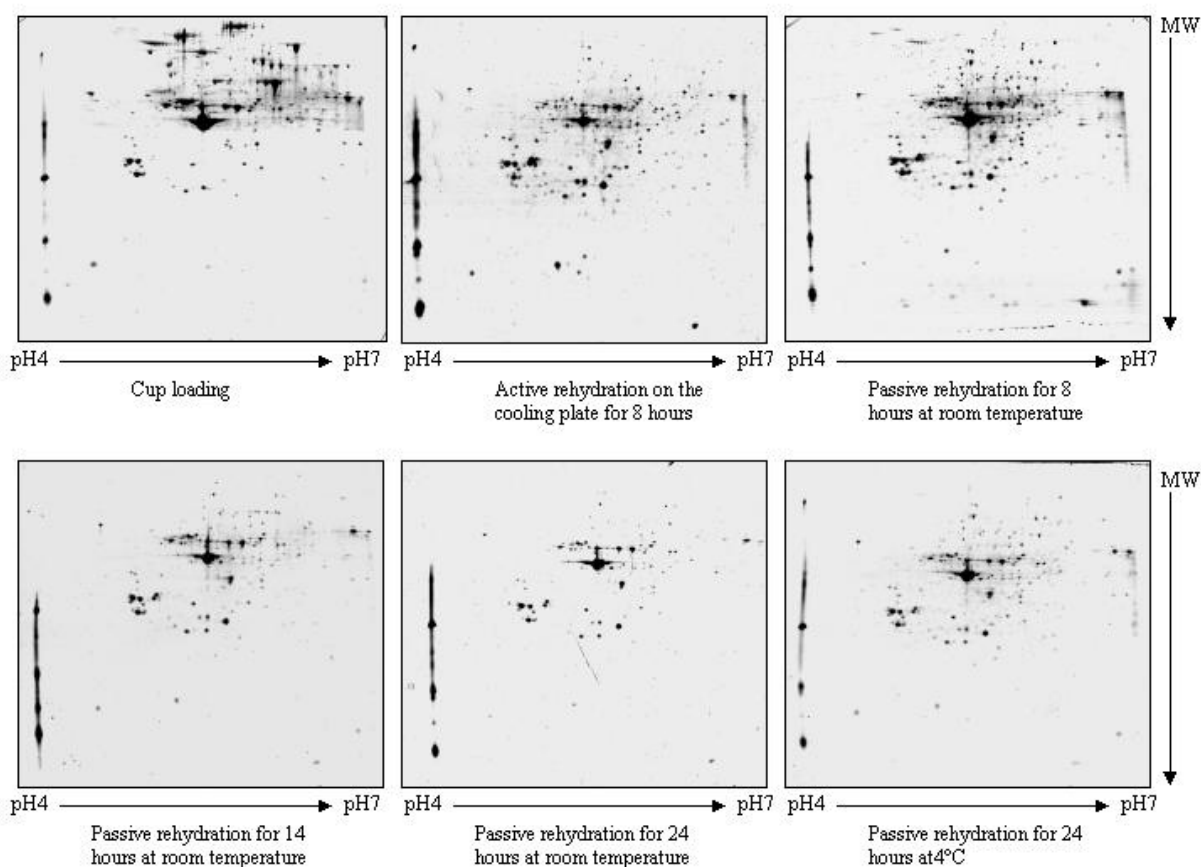 MW
pH4
pH7
pH4
pH7
pH4
pH7
Cup loading
Active rehydration on the
cooling plate for 8 hours
Passive rehydration for 8
hours at room temperature
MW
pH4
pH7
pH4
pH7
pH4
pH7
Passive rehydration for 14
hours at room temperature
Passive rehydration for 24
hours at room temperature
Passive rehydration for 24
hours at4°C